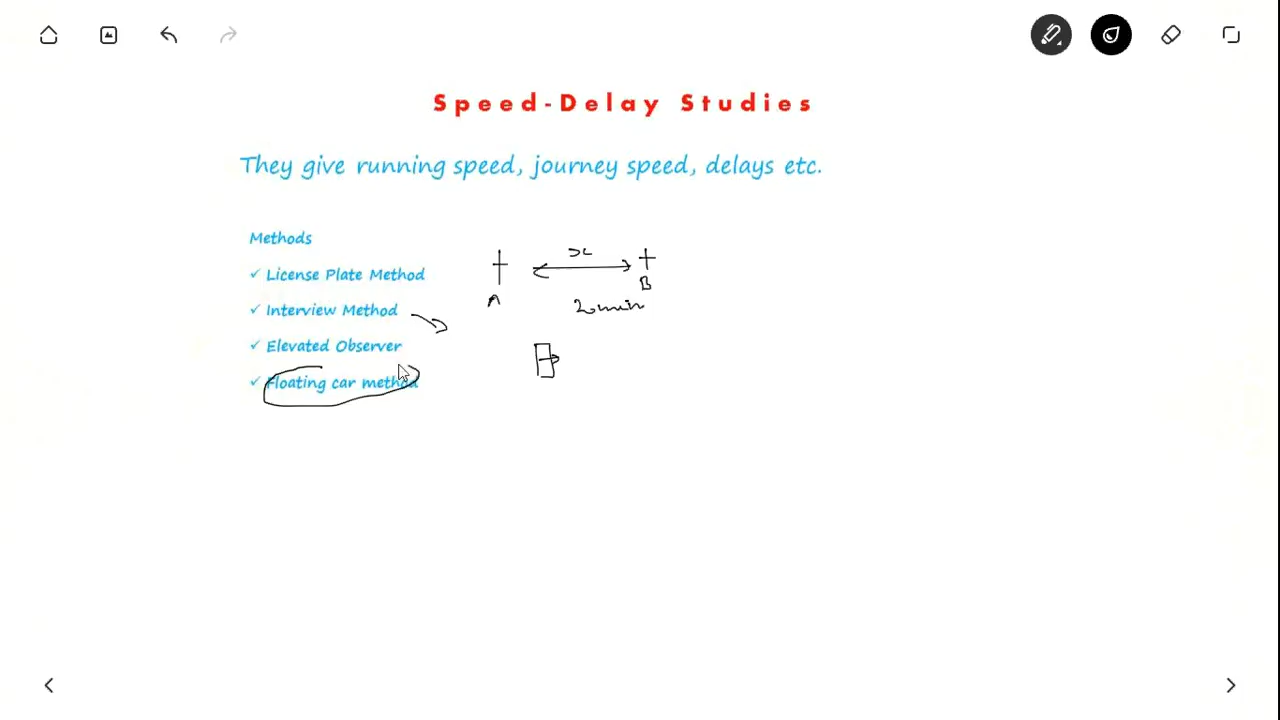 Speed-Delay Studies
They give running speed, journey speed, delays etc.
Methods
✓ License Plate Method
✓ Interview Method
✓ Elevated Observer
✓ Floating car method
x
A
B
20min